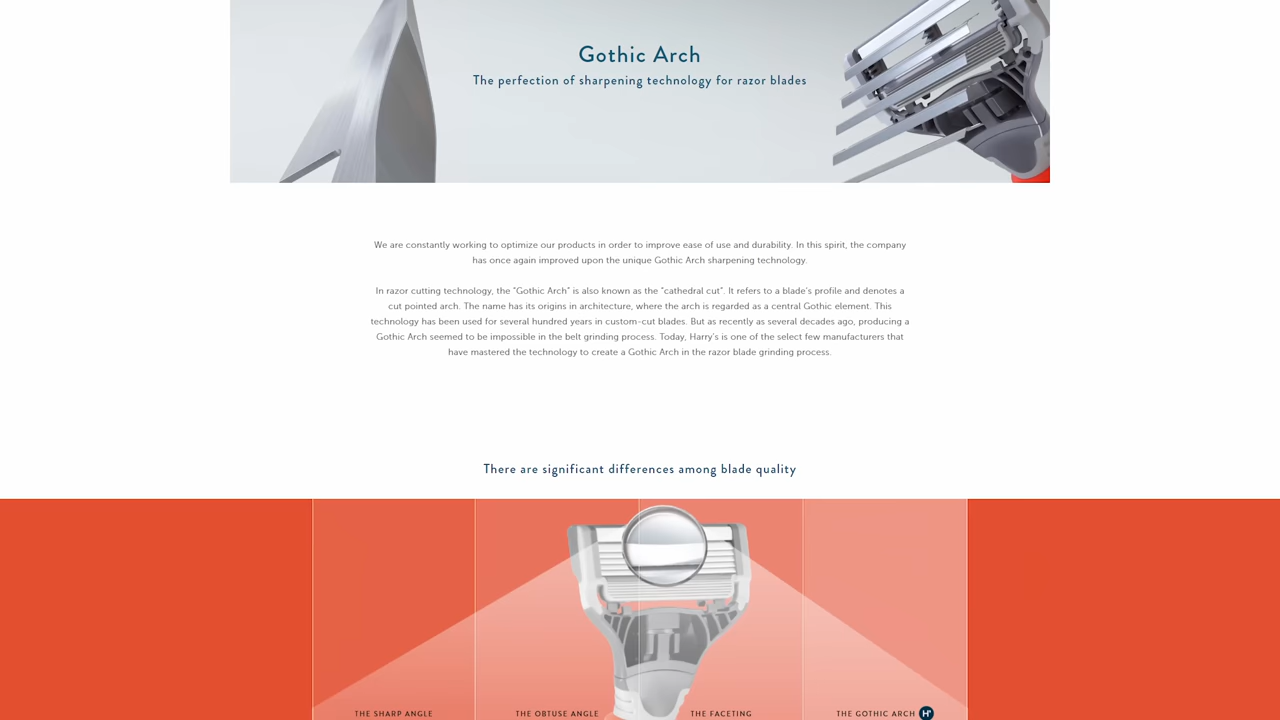 Gothic Arch
The perfection of sharpening technology for razor blades
We are constantly working to optimize our products in order to improve ease of use and durability. In this spirit, the company
has once again improved upon the unique Gothic Arch sharpening technology.
In razor cutting technology, the "Gothic Arch" is also known as the "cathedral cut". It refers to a blade's profile and denotes a
cut pointed arch. The name has its origins in architecture, where the arch is regarded as a central Gothic element. This
technology has been used for several hundred years in custom-cut blades. But as recently as several decades ago, producing a
Gothic Arch seemed to be impossible in the belt grinding process. Today, Harry's is one of the select few manufacturers that
have mastered the technology to create a Gothic Arch in the razor blade grinding process.
There are significant differences among blade quality
THE SHARP ANGLE
THE OBTUSE ANGLE
THE FACETING
THE GOTHIC ARCH H'